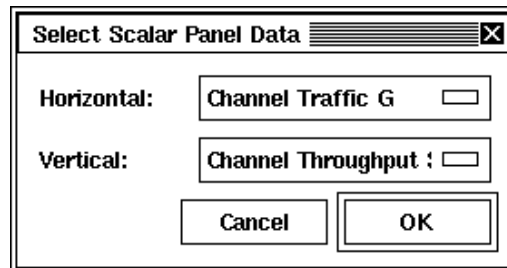 Select Scalar Panel Data
Horizontal: Channel Traffic G
Vertical: Channel Throughput
Cancel OK